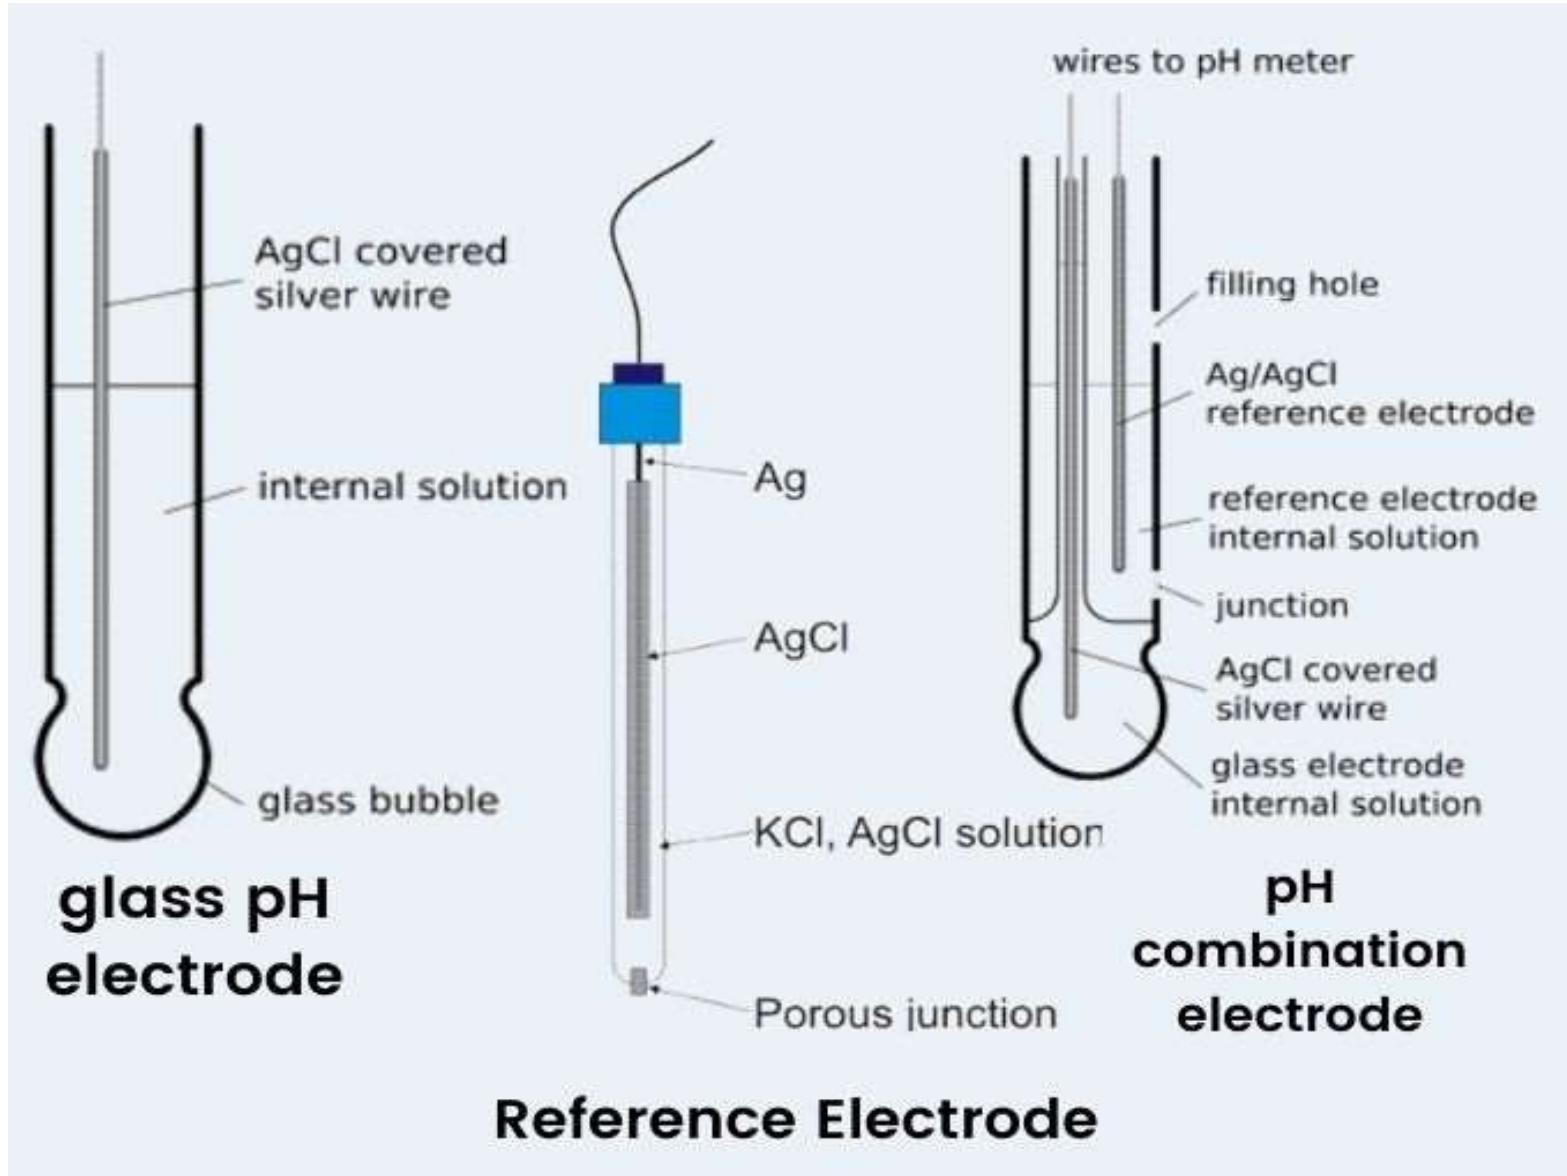 AgCl covered
silver wire
internal solution
glass bubble
glass pH
electrode
Ag
AgCl
KCl, AgCl solution
Porous junction
Reference Electrode
wires to pH meter
filling hole
Ag/AgCl
reference electrode
reference electrode
internal solution
junction
AgCl covered
silver wire
glass electrode
internal solution
pH
combination
electrode